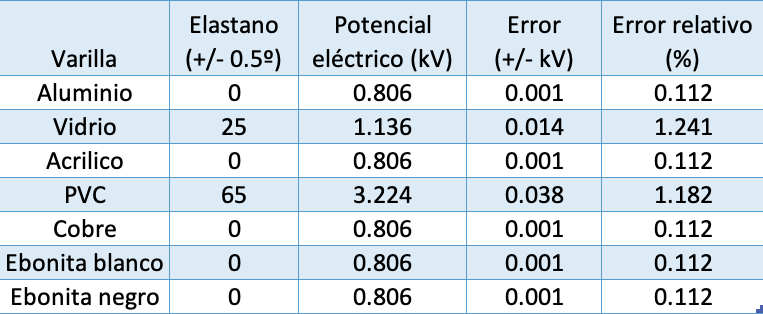 Varilla Elastano (+/- 0.5º) Potencial eléctrico (kV) Error (+/- kV) Error relativo (%)
Aluminio 0 0.806 0.001 0.112
Vidrio 25 1.136 0.014 1.241
Acrilico 0 0.806 0.001 0.112
PVC 65 3.224 0.038 1.182
Cobre 0 0.806 0.001 0.112
Ebonita blanco 0 0.806 0.001 0.112
Ebonita negro 0 0.806 0.001 0.112